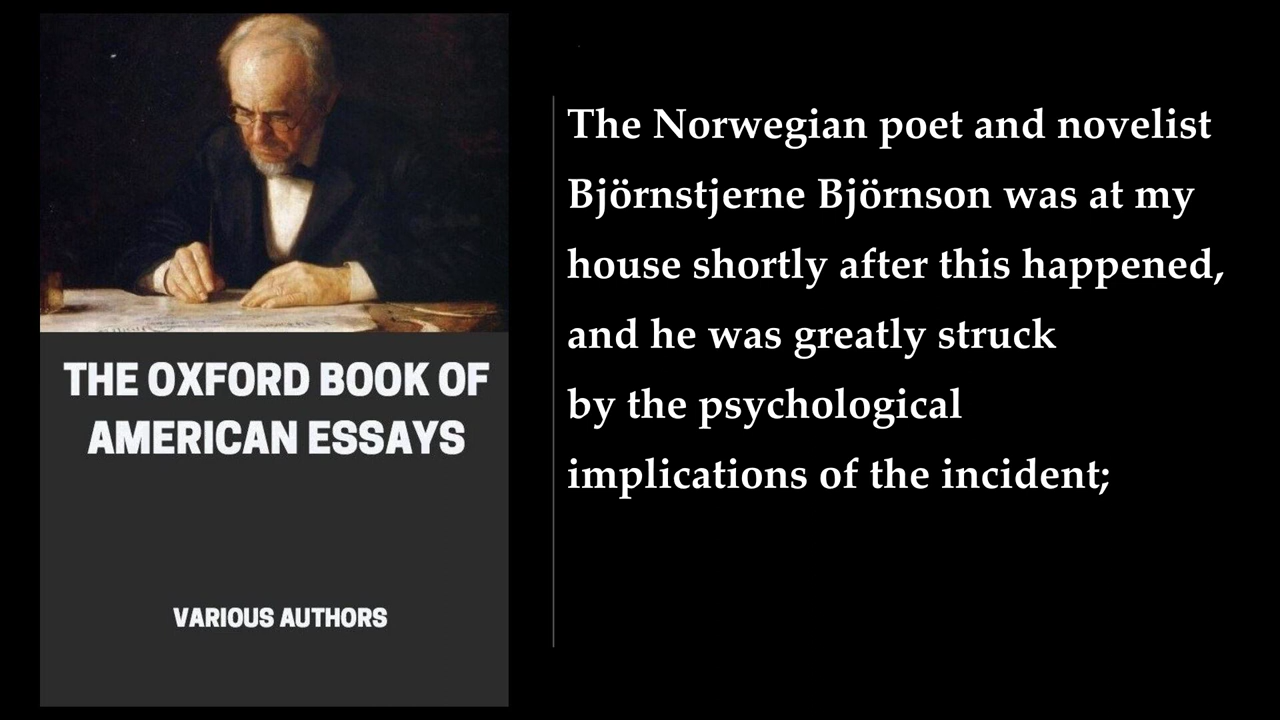 THE OXFORD BOOK OF
AMERICAN ESSAYS
VARIOUS AUTHORS
The Norwegian poet and novelist
Björnstjerne Björnson was at my
house shortly after this happened,
and he was greatly struck
by the psychological
implications of the incident;